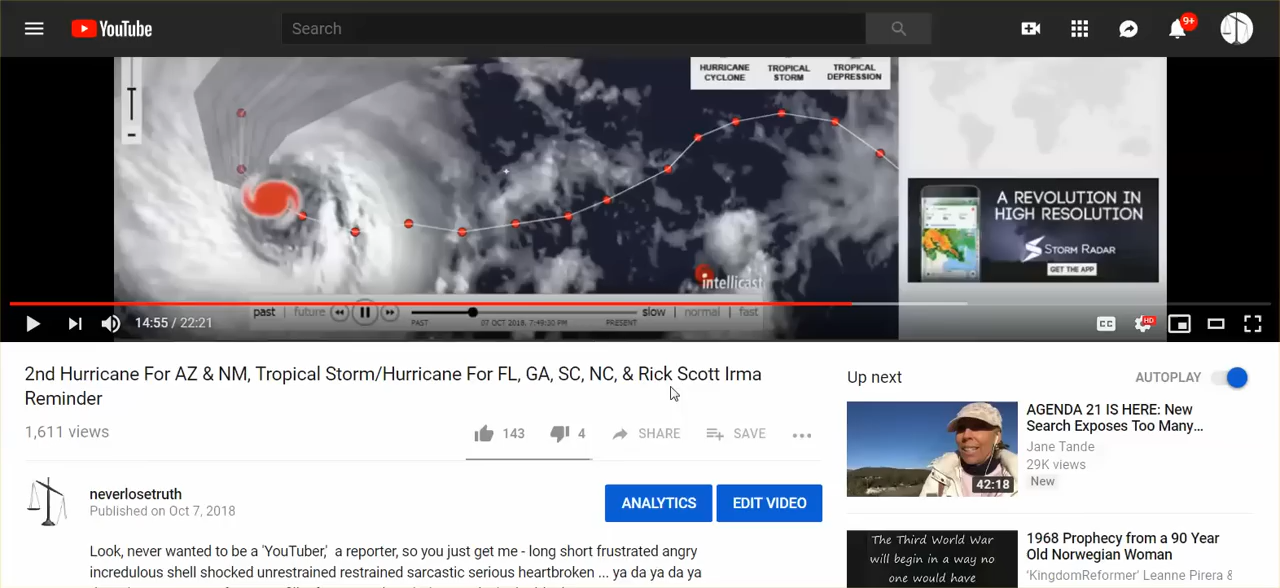 YouTube
Search
9+
HURRICANE CYCLONE
TROPICAL STORM
TROPICAL DEPRESSION
A REVOLUTION IN
HIGH RESOLUTION
STORM RADAR
GET THE APP
intellicast
past | future
slow | normal | fast
PAST
07 OCT 2018, 7:49:30 PM
PRESENT
14:55 / 22:21
CC
HD
2nd Hurricane For AZ & NM, Tropical Storm/Hurricane For FL, GA, SC, NC, & Rick Scott Irma
Reminder
1,611 views
143
4
SHARE
SAVE
neverlosetruth
Published on Oct 7, 2018
ANALYTICS
EDIT VIDEO
Look, never wanted to be a 'YouTuber,' a reporter, so you just get me - long short frustrated angry
incredulous shell shocked unrestrained restrained sarcastic serious heartbroken ... ya da ya da ya
Up next
AUTOPLAY
AGENDA 21 IS HERE: New
Search Exposes Too Many...
Jane Tande
29K views
New
42:18
1968 Prophecy from a 90 Year
Old Norwegian Woman
'KingdomReformer' Leanne Pirera &
The Third World War
will begin in a way no
one would have